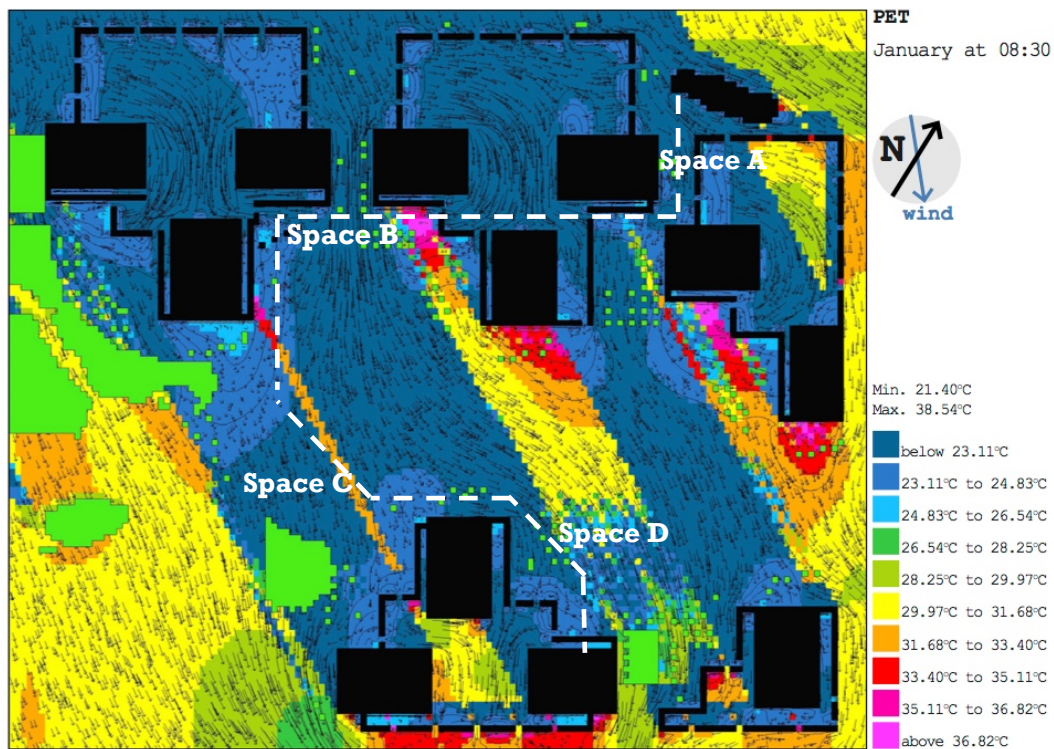 PET
January at 08:30
N
wind
Space A
Space B
Space C
Space D
Min. 21.40°C
Max. 38.54°C
below 23.11°C
23.11°C to 24.83°C
24.83°C to 26.54°C
26.54°C to 28.25°C
28.25°C to 29.97°C
29.97°C to 31.68°C
31.68°C to 33.40°C
33.40°C to 35.11°C
35.11°C to 36.82°C
above 36.82°C